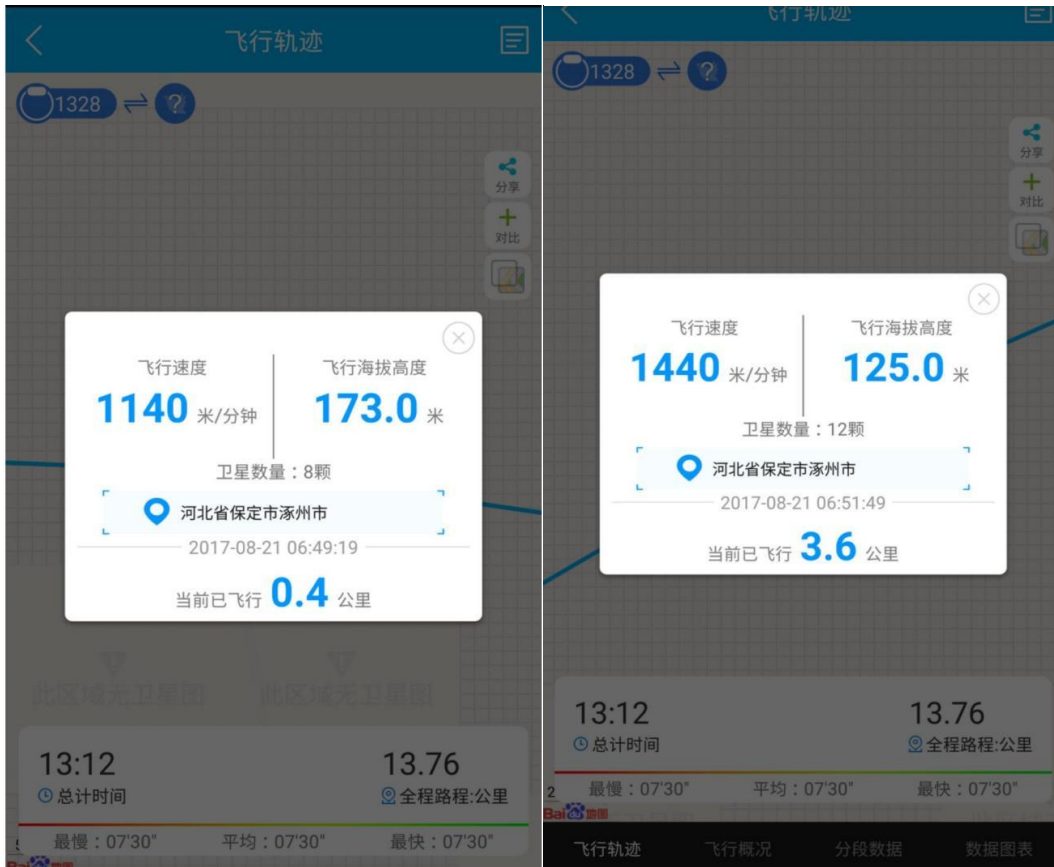 飞行轨迹
1328
?
分享
对比
飞行速度 飞行海拔高度
1140 米/分钟 173.0 米
卫星数量：8颗
河北省保定市涿州市
2017-08-21 06:49:19
当前已飞行 0.4 公里
此区域无卫星图 此区域无卫星图
13:12 13.76
总计时间 全程路程:公里
最慢：07'30" 平均：07'30" 最快：07'30"
飞行轨迹
1328
?
分享
对比
飞行速度 飞行海拔高度
1440 米/分钟 125.0 米
卫星数量：12颗
河北省保定市涿州市
2017-08-21 06:51:49
当前已飞行 3.6 公里
13:12 13.76
总计时间 全程路程:公里
2 最慢：07'30" 平均：07'30" 最快：07'30"
Bai 地图
飞行轨迹 飞行概况 分段数据 数据图表